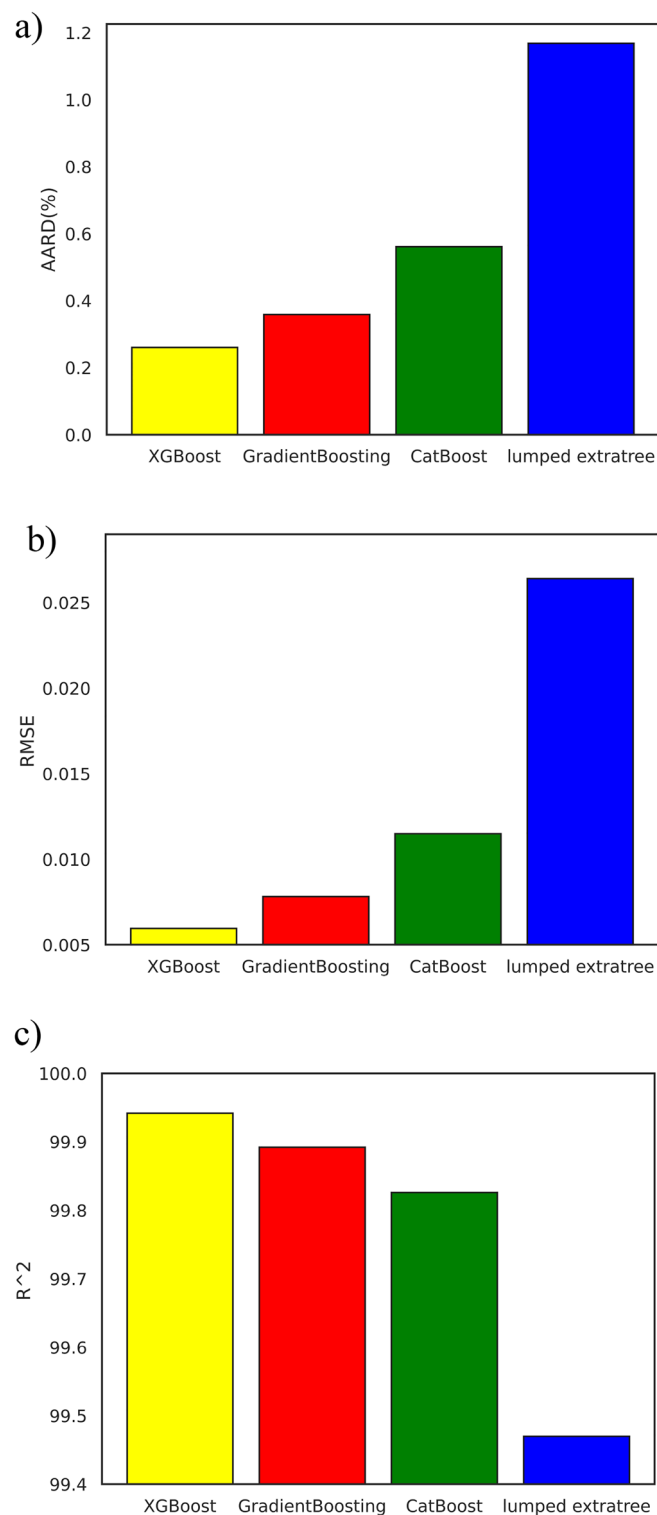 a)
1.2
1.0
0.8
0.6
0.4
0.2
0.0
AARD(%)
XGBoost GradientBoosting CatBoost lumped extratree
b)
0.025
0.020
0.015
0.010
0.005
RMSE
XGBoost GradientBoosting CatBoost lumped extratree
c)
100.0
99.9
99.8
99.7
99.6
99.5
99.4
R^2
XGBoost GradientBoosting CatBoost lumped extratree